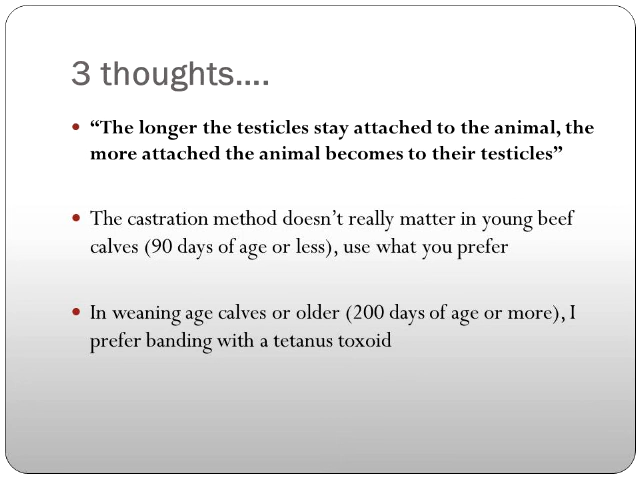 3 thoughts....
• “The longer the testicles stay attached to the animal, the
more attached the animal becomes to their testicles”
• The castration method doesn’t really matter in young beef
calves (90 days of age or less), use what you prefer
• In weaning age calves or older (200 days of age or more), I
prefer banding with a tetanus toxoid